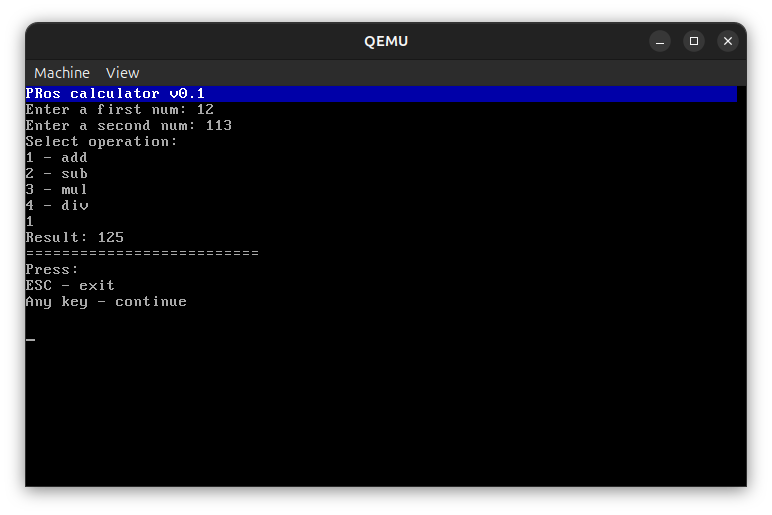 QEMU
Machine View
PRos calculator v0.1
Enter a first num: 12
Enter a second num: 113
Select operation:
1 - add
2 - sub
3 - mul
4 - div
1
Result: 125
==========================
Press:
ESC - exit
Any key - continue
_